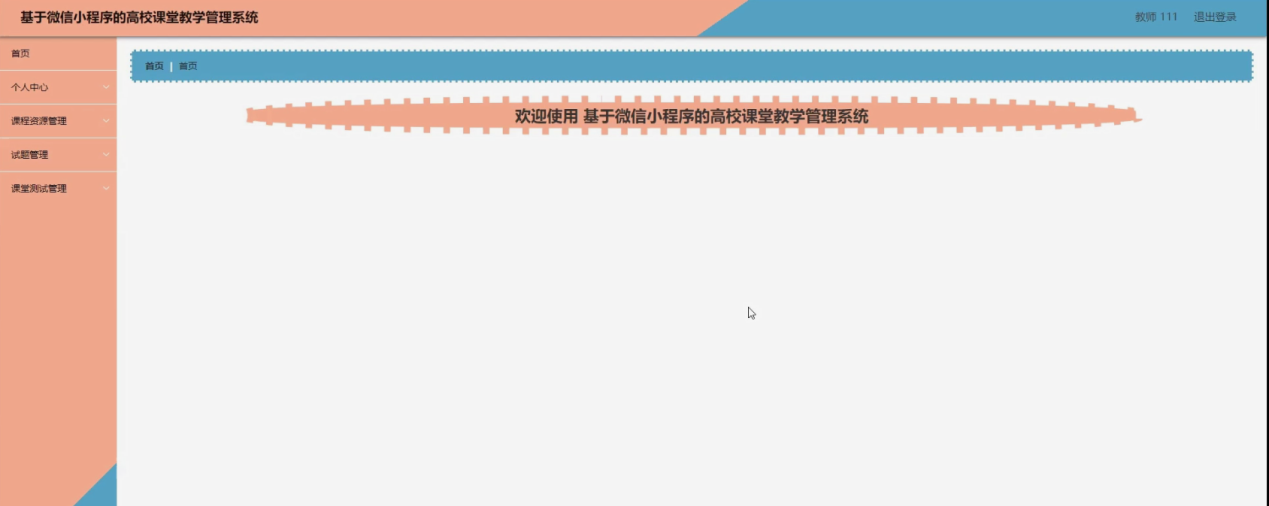 基于微信小程序的高校课堂教学管理系统
教师 111 退出登录
首页
个人中心
课程资源管理
试题管理
课堂测试管理
首页 | 首页
欢迎使用 基于微信小程序的高校课堂教学管理系统